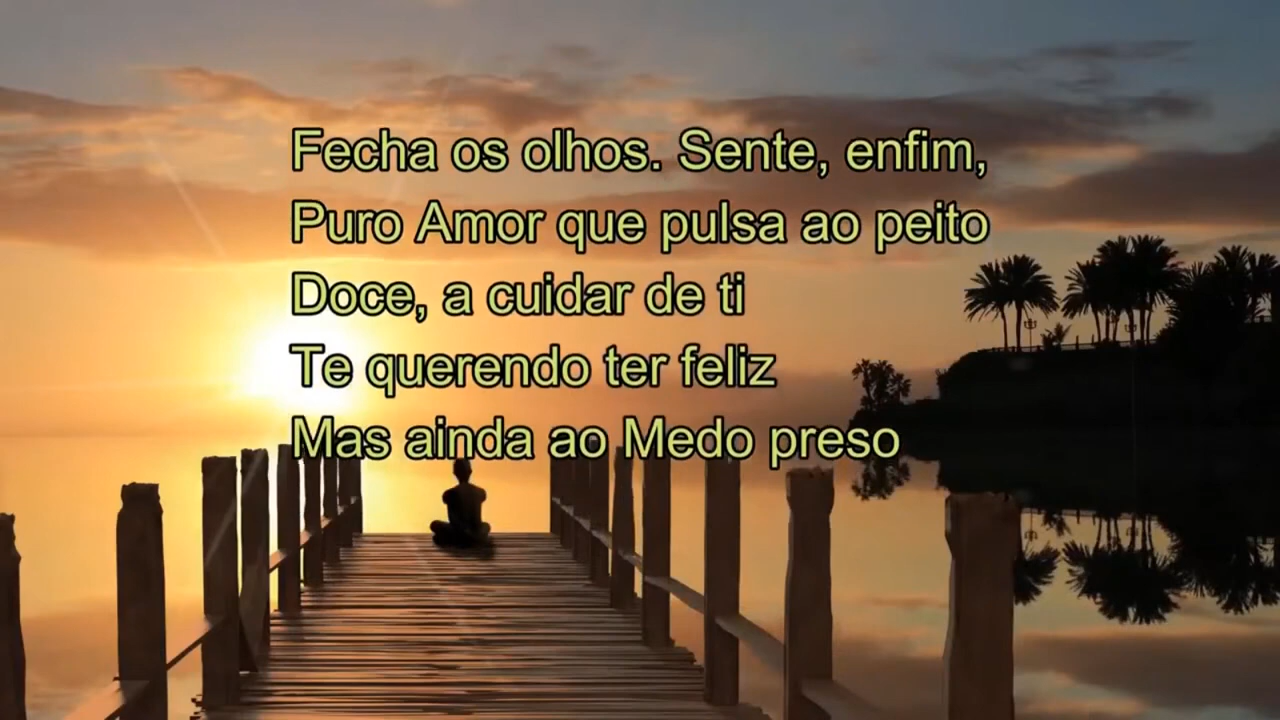 Fecha os olhos. Sente, enfim,
Puro Amor que pulsa ao peito
Doce, a cuidar de ti
Te querendo ter feliz
Mas ainda ao Medo preso